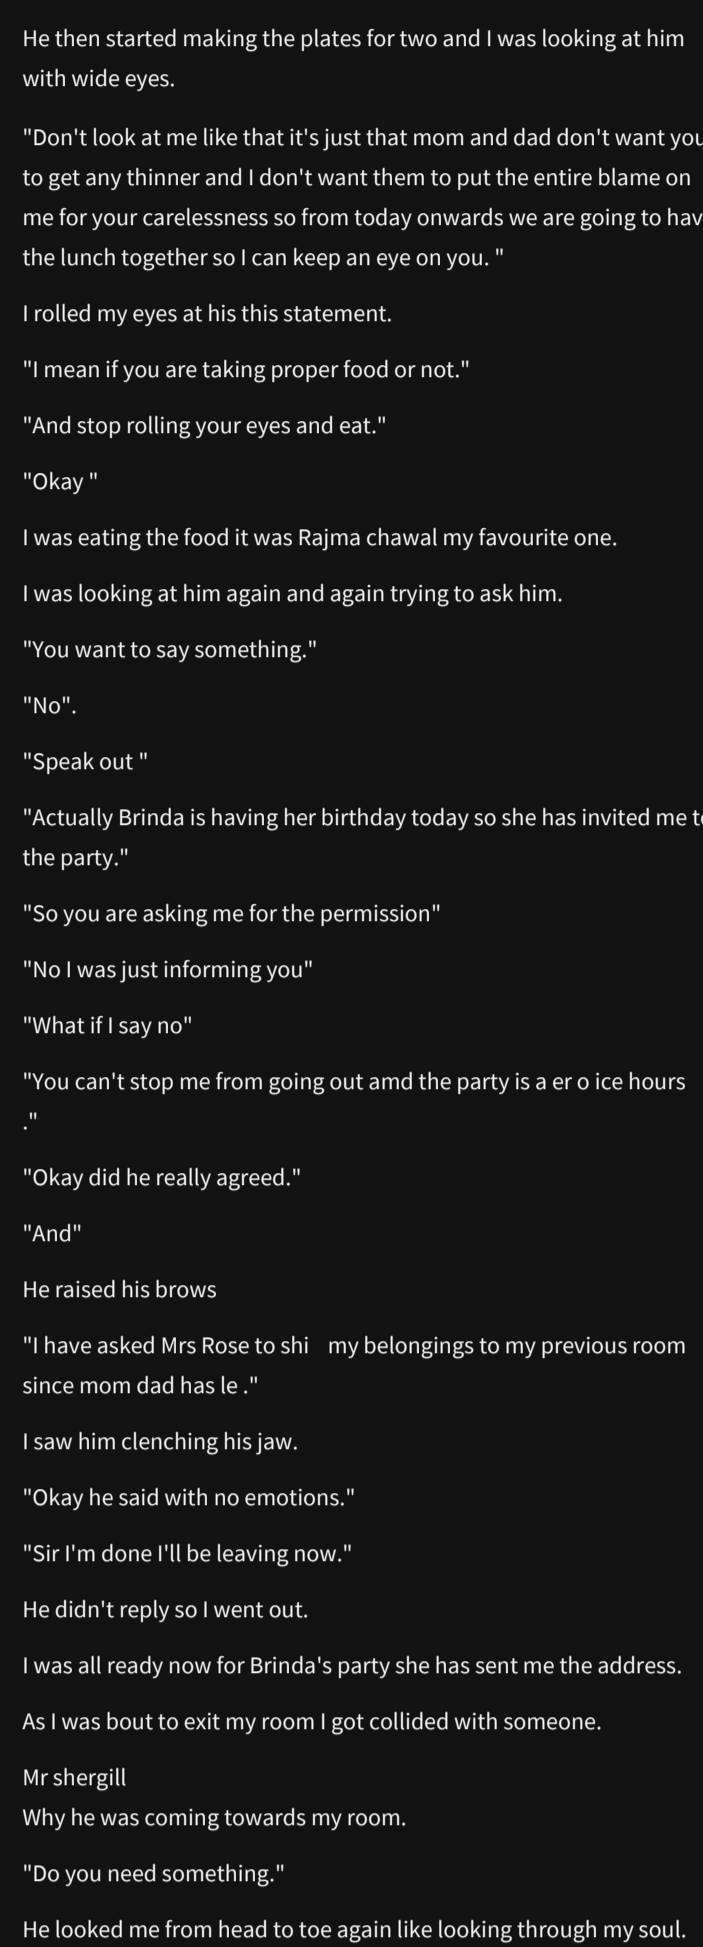 He then started making the plates for two and I was looking at him
with wide eyes.
"Don't look at me like that it's just that mom and dad don't want you
to get any thinner and I don't want them to put the entire blame on
me for your carelessness so from today onwards we are going to hav
the lunch together so I can keep an eye on you. "
I rolled my eyes at his this statement.
"I mean if you are taking proper food or not."
"And stop rolling your eyes and eat."
"Okay "
I was eating the food it was Rajma chawal my favourite one.
I was looking at him again and again trying to ask him.
"You want to say something."
"No".
"Speak out "
"Actually Brinda is having her birthday today so she has invited me to
the party."
"So you are asking me for the permission"
"No I was just informing you"
"What if I say no"
"You can't stop me from going out amd the party is a er o ice hours
."
"Okay did he really agreed."
"And"
He raised his brows
"I have asked Mrs Rose to shi my belongings to my previous room
since mom dad has le ."
I saw him clenching his jaw.
"Okay he said with no emotions."
"Sir I'm done I'll be leaving now."
He didn't reply so I went out.
I was all ready now for Brinda's party she has sent me the address.
As I was bout to exit my room I got collided with someone.
Mr shergill
Why he was coming towards my room.
"Do you need something."
He looked me from head to toe again like looking through my soul.